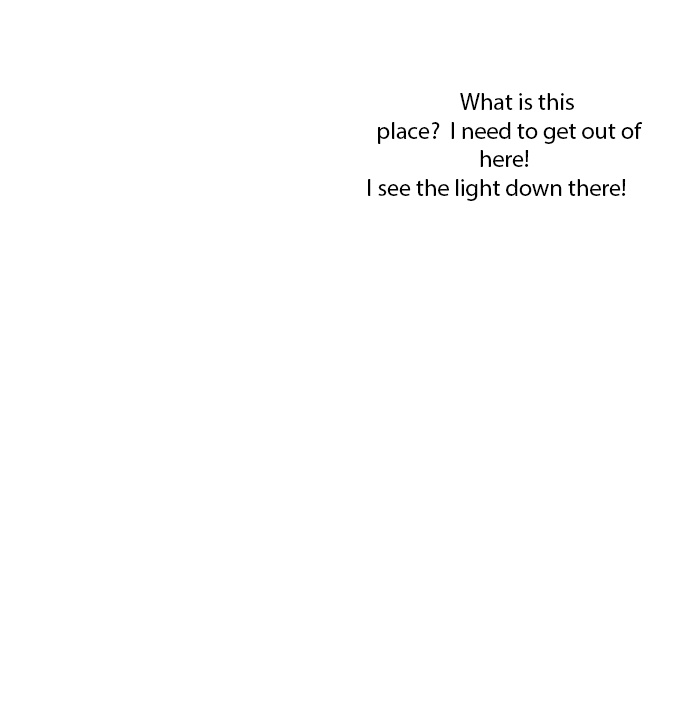 What is this
place?  I need to get out of
here!
I see the light down there!